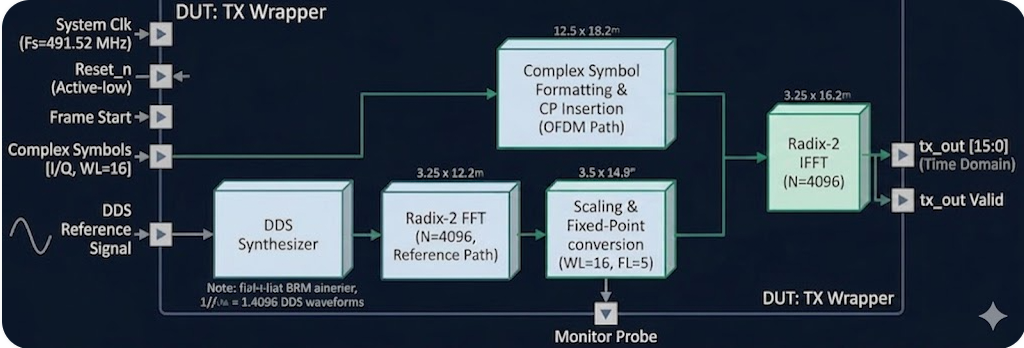 DUT: TX Wrapper
System Clk
(Fs=491.52 MHz)
Reset_n
(Active-low)
Frame Start
Complex Symbols
[I/Q, WL=16]
DDS
Reference
Signal
12.5 x 18.2m
Complex Symbol
Formatting &
CP Insertion
(OFDM Path)
3.25 x 16.2m
Radix-2
IFFT
(N=4096)
tx_out [15:0]
(Time Domain)
tx_out Valid
DDS
Synthesizer
3.25 x 12.2m
Radix-2 FFT
(N=4096,
Reference Path)
3.5 x 14.9"
Scaling &
Fixed-Point
conversion
(WL=16, FL=5)
Note: BRM
= 1.4096 DDS waveforms
DUT: TX Wrapper
Monitor Probe